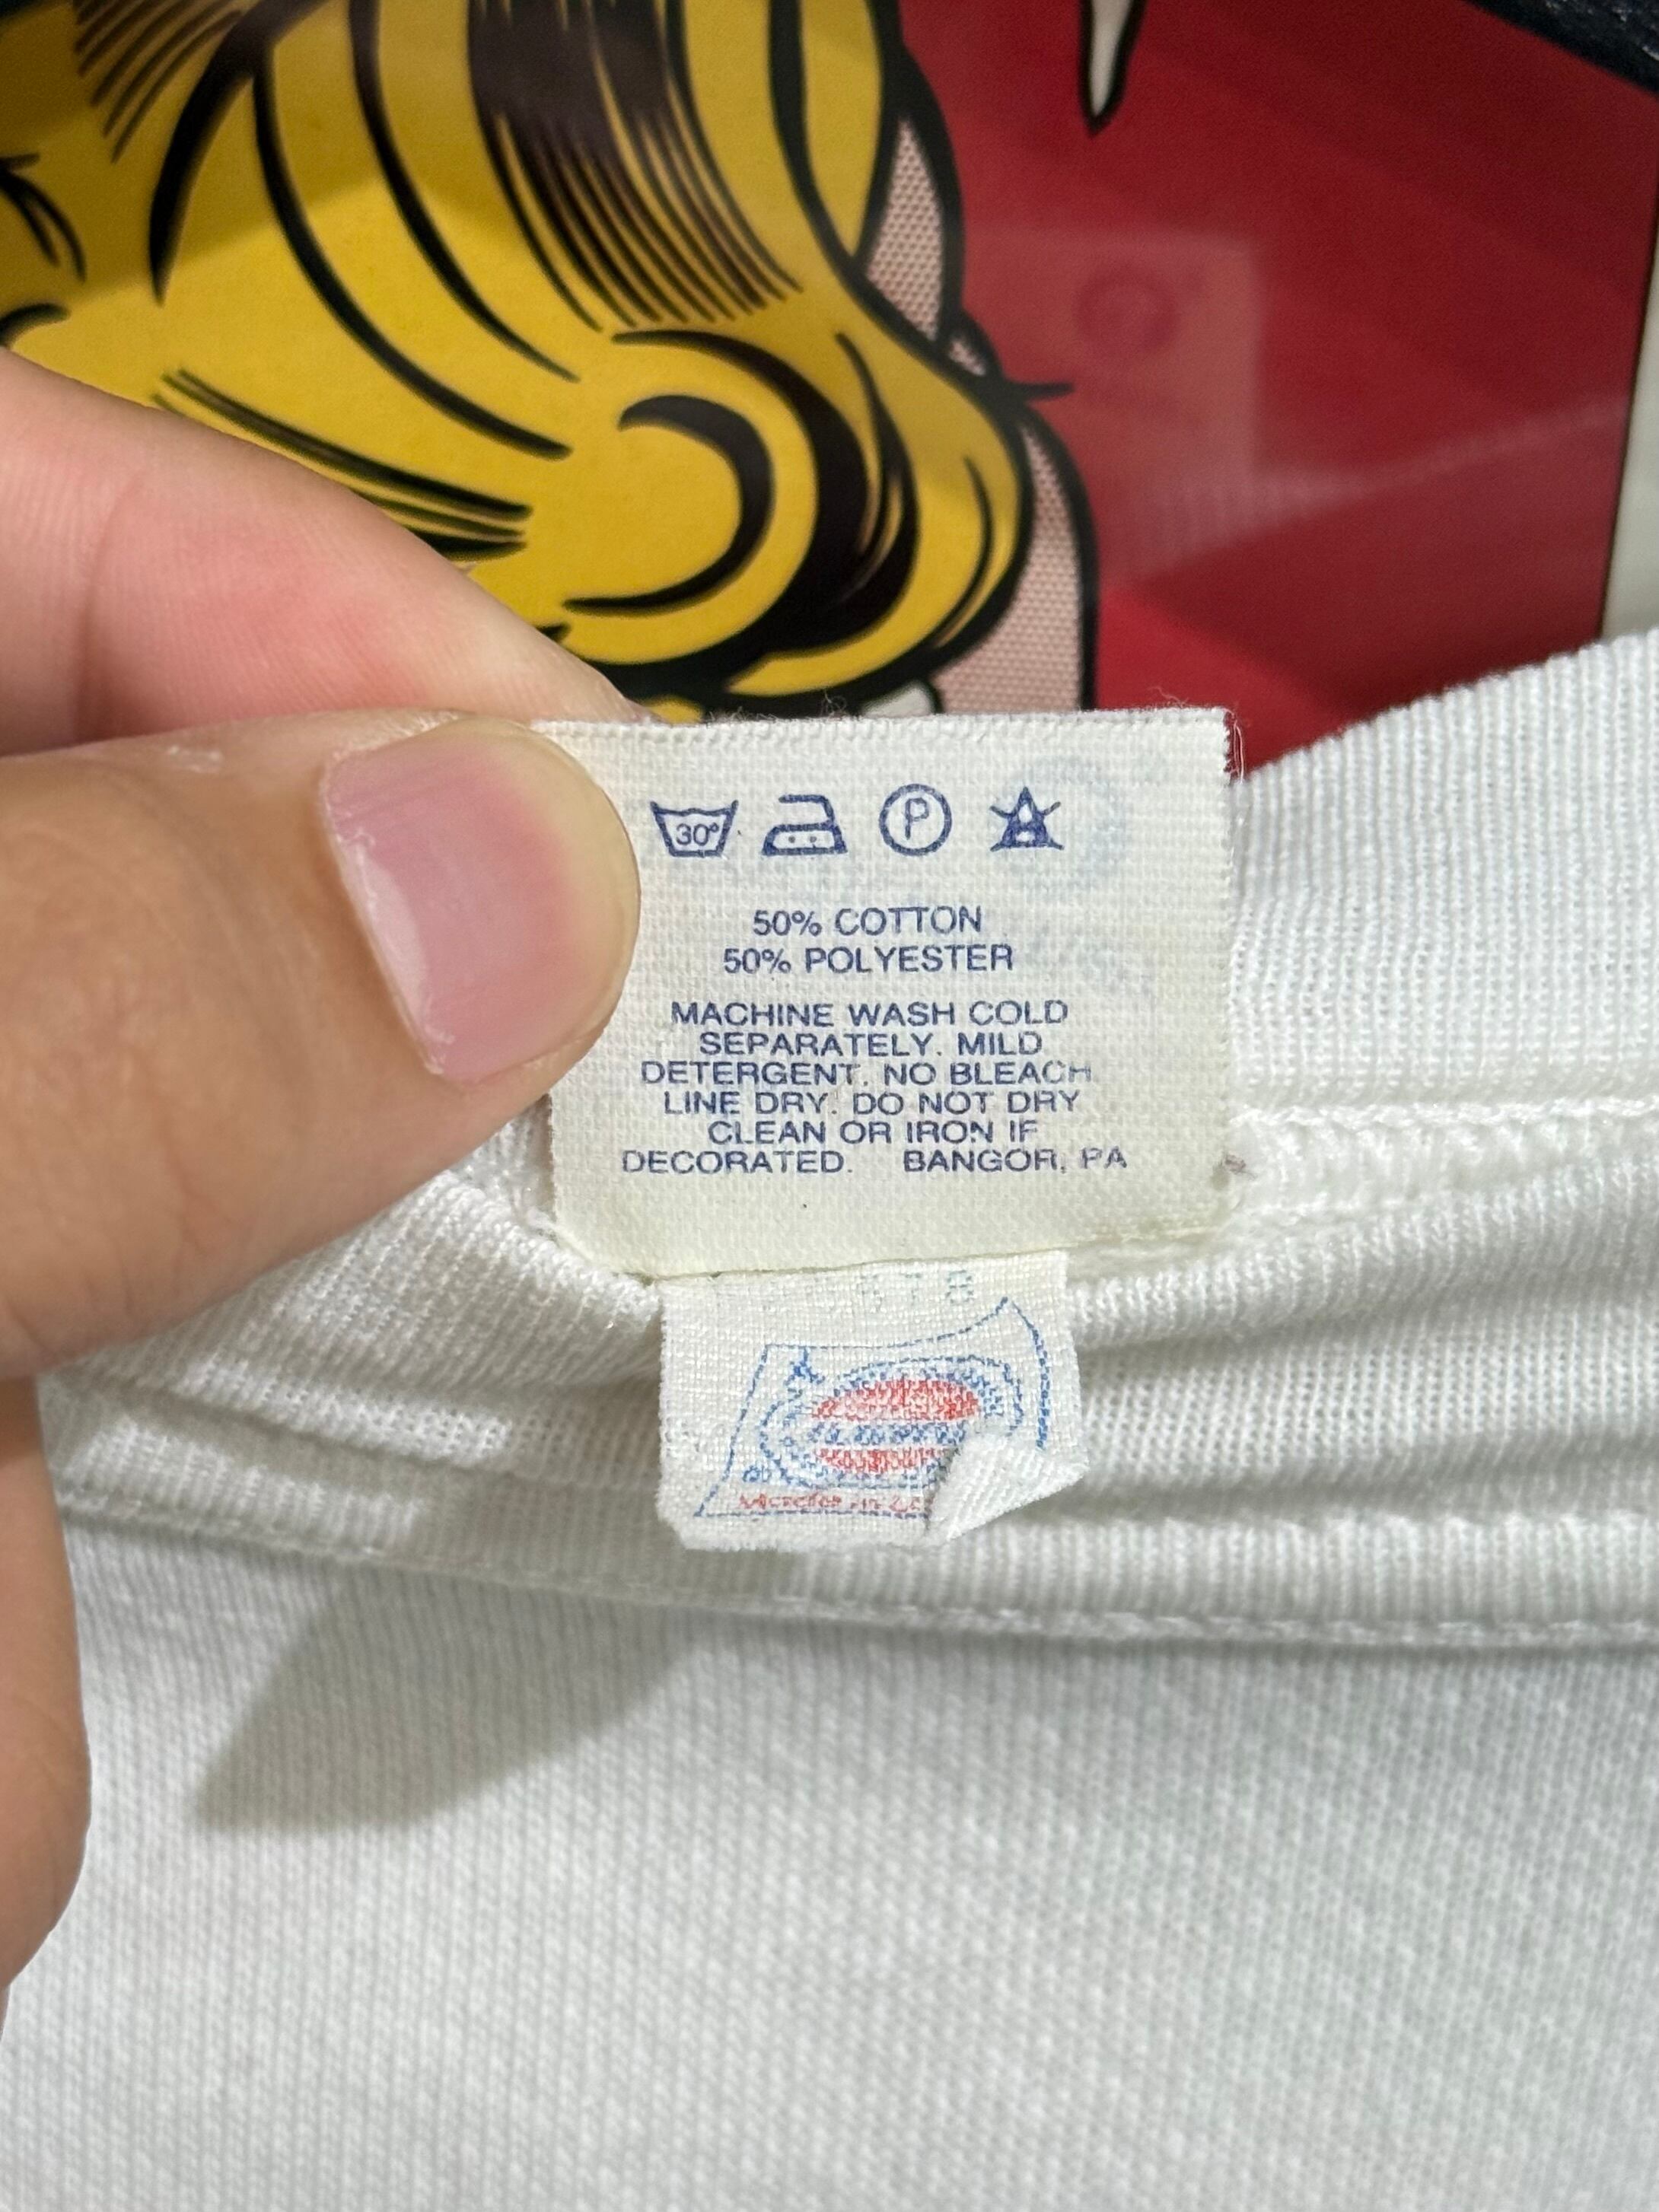 30°
P
50% COTTON
50% POLYESTER
MACHINE WASH COLD
SEPARATELY. MILD
DETERGENT. NO BLEACH
LINE DRY. DO NOT DRY
CLEAN OR IRON IF
DECORATED. BANGOR, PA